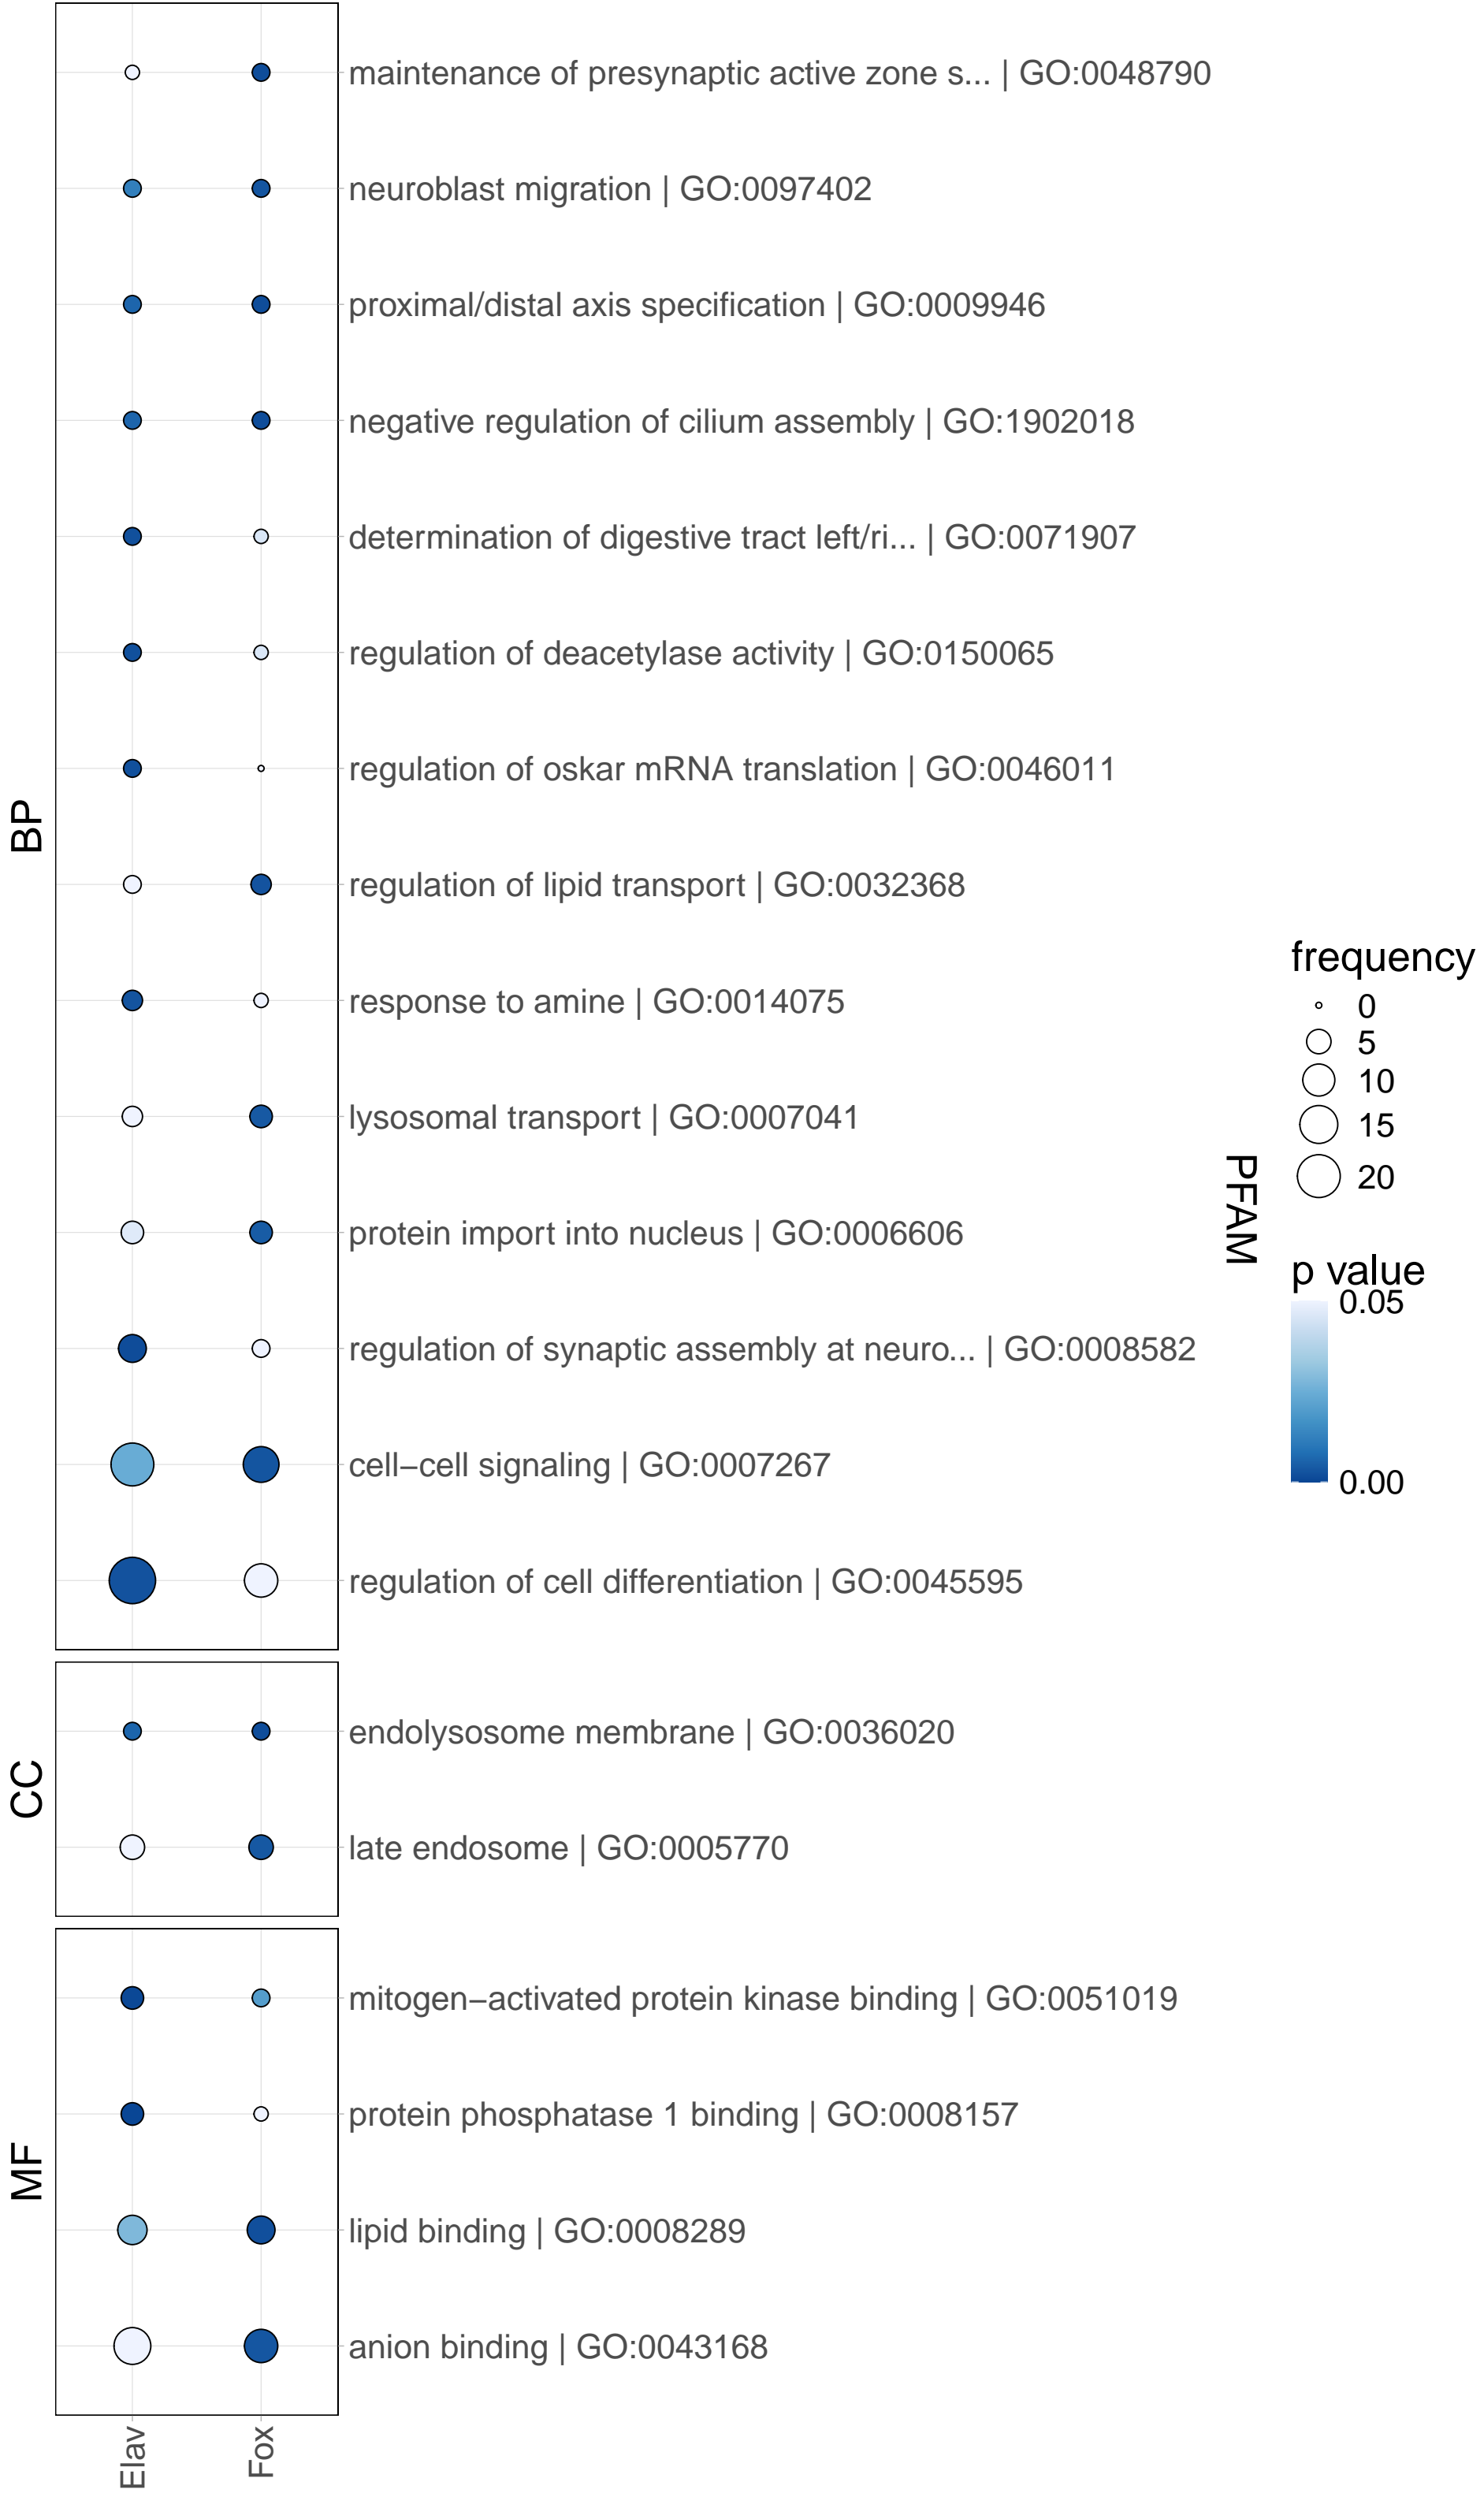 BP
maintenance of presynaptic active zone s... | GO:0048790
neuroblast migration | GO:0097402
proximal/distal axis specification | GO:0009946
negative regulation of cilium assembly | GO:1902018
determination of digestive tract left/ri... | GO:0071907
regulation of deacetylase activity | GO:0150065
regulation of oskar mRNA translation | GO:0046011
regulation of lipid transport | GO:0032368
response to amine | GO:0014075
lysosomal transport | GO:0007041
protein import into nucleus | GO:0006606
regulation of synaptic assembly at neuro... | GO:0008582
cell−cell signaling | GO:0007267
regulation of cell differentiation | GO:0045595
CC
endolysosome membrane | GO:0036020
late endosome | GO:0005770
MF
mitogen−activated protein kinase binding | GO:0051019
protein phosphatase 1 binding | GO:0008157
lipid binding | GO:0008289
anion binding | GO:0043168
Elav
Fox
PFAM
frequency
0
5
10
15
20
p value
0.05
0.00